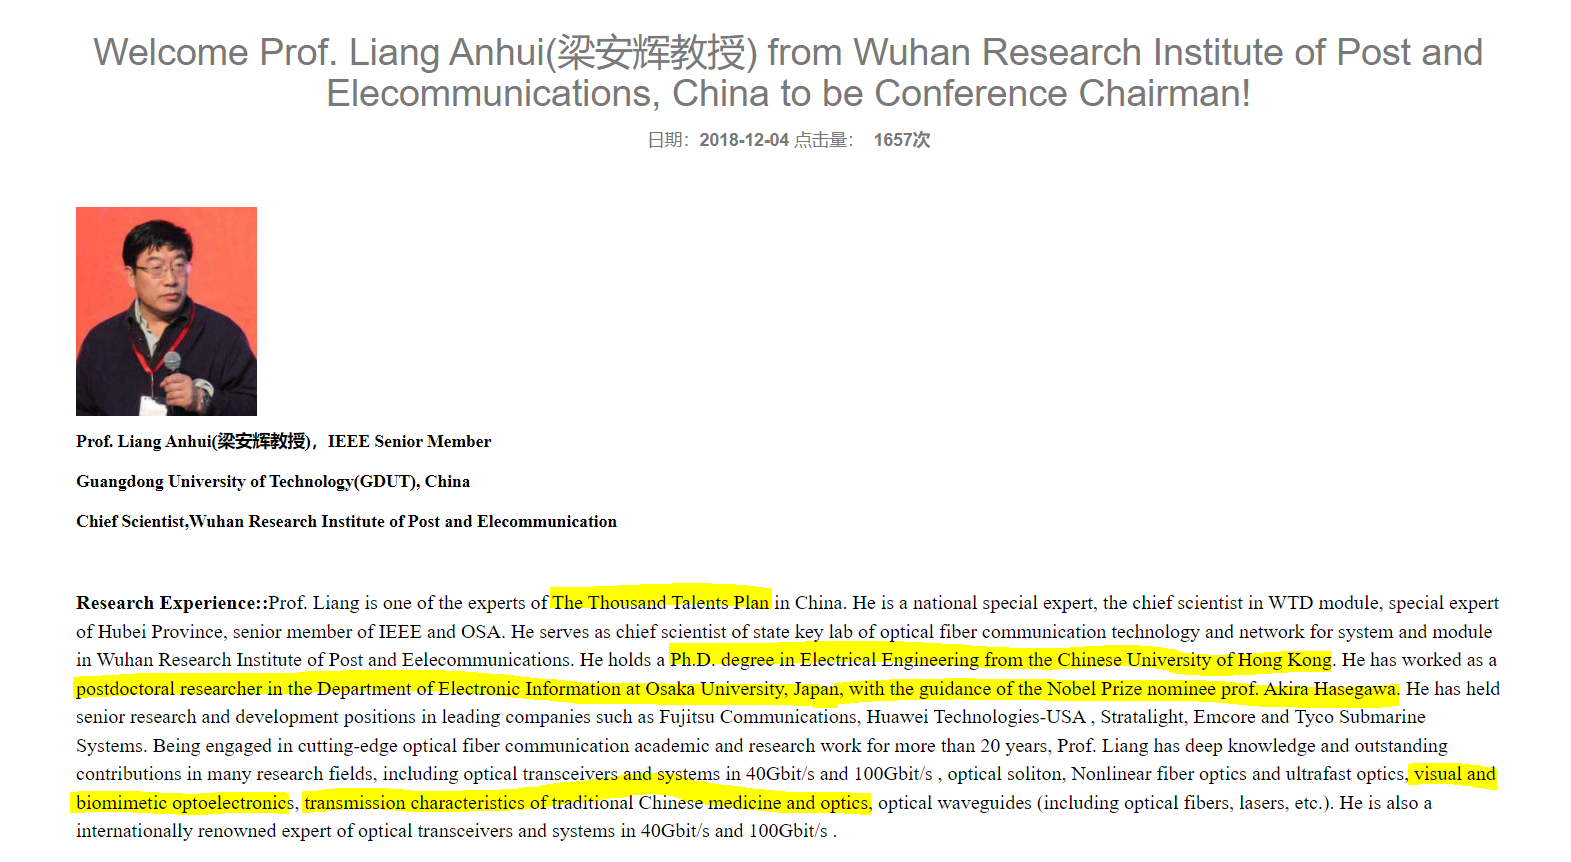 Welcome Prof. Liang Anhui(梁安辉教授) from Wuhan Research Institute of Post and
Elecommunications, China to be Conference Chairman!
日期：2018-12-04 点击量： 1657次
Prof. Liang Anhui(梁安辉教授)，IEEE Senior Member
Guangdong University of Technology(GDUT), China
Chief Scientist,Wuhan Research Institute of Post and Elecommunication
Research Experience::Prof. Liang is one of the experts of The Thousand Talents Plan in China. He is a national special expert, the chief scientist in WTD module, special expert
of Hubei Province, senior member of IEEE and OSA. He serves as chief scientist of state key lab of optical fiber communication technology and network for system and module
in Wuhan Research Institute of Post and Eelecommunications. He holds a Ph.D. degree in Electrical Engineering from the Chinese University of Hong Kong. He has worked as a
postdoctoral researcher in the Department of Electronic Information at Osaka University, Japan, with the guidance of the Nobel Prize nominee prof. Akira Hasegawa. He has held
senior research and development positions in leading companies such as Fujitsu Communications, Huawei Technologies-USA , Stratalight, Emcore and Tyco Submarine
Systems. Being engaged in cutting-edge optical fiber communication academic and research work for more than 20 years, Prof. Liang has deep knowledge and outstanding
contributions in many research fields, including optical transceivers and systems in 40Gbit/s and 100Gbit/s , optical soliton, Nonlinear fiber optics and ultrafast optics, visual and
biomimetic optoelectronics, transmission characteristics of traditional Chinese medicine and optics, optical waveguides (including optical fibers, lasers, etc.). He is also a
internationally renowned expert of optical transceivers and systems in 40Gbit/s and 100Gbit/s .